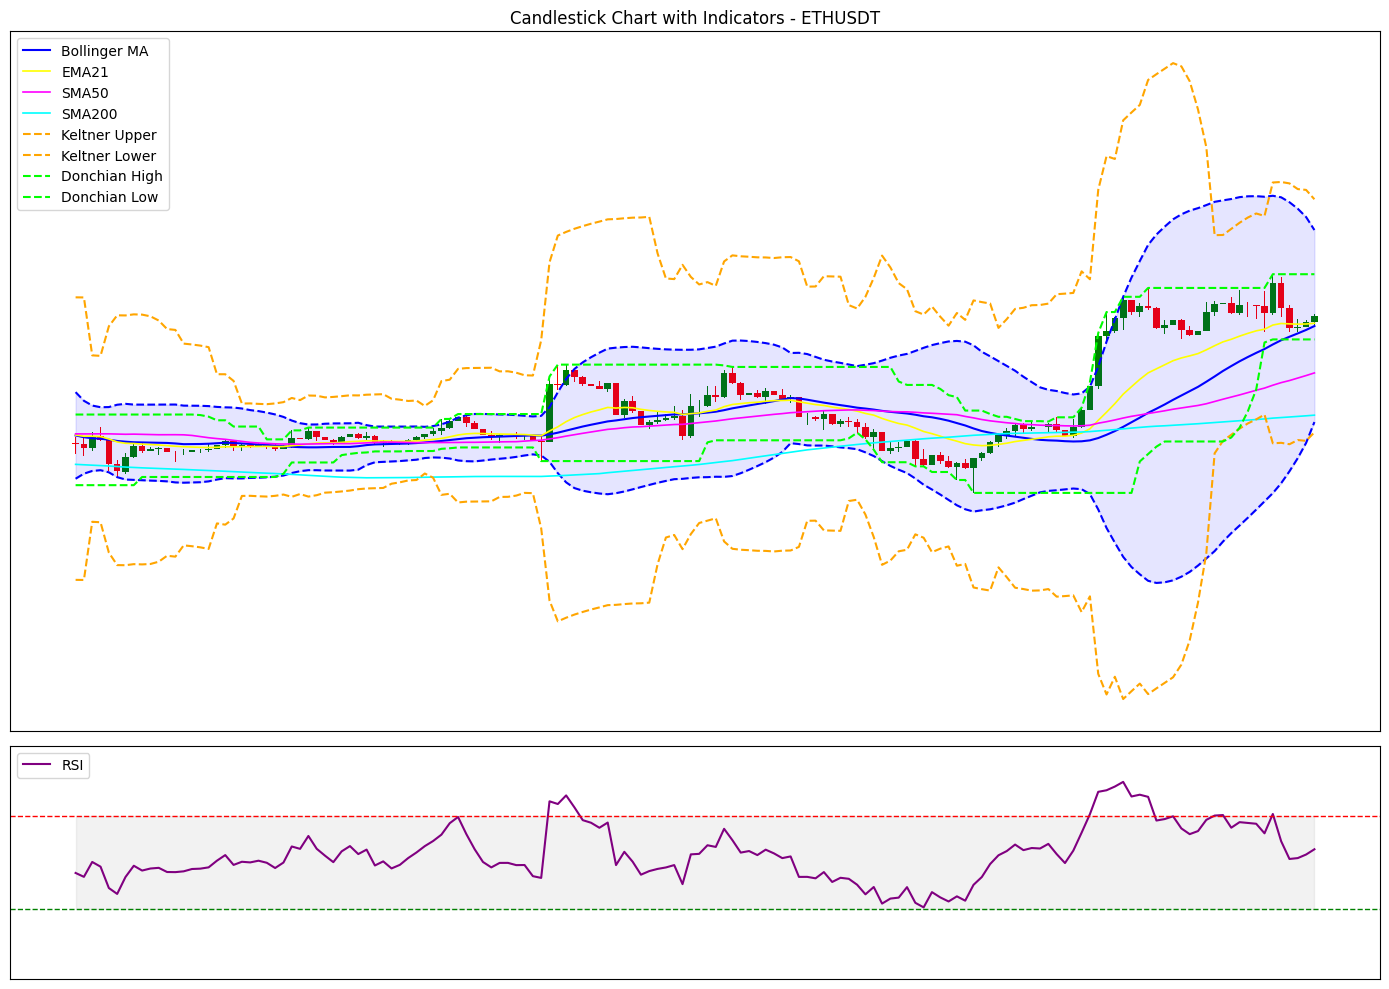 Candlestick Chart with Indicators - ETHUSDT
Bollinger MA
EMA21
SMA50
SMA200
Keltner Upper
Keltner Lower
Donchian High
Donchian Low
RSI